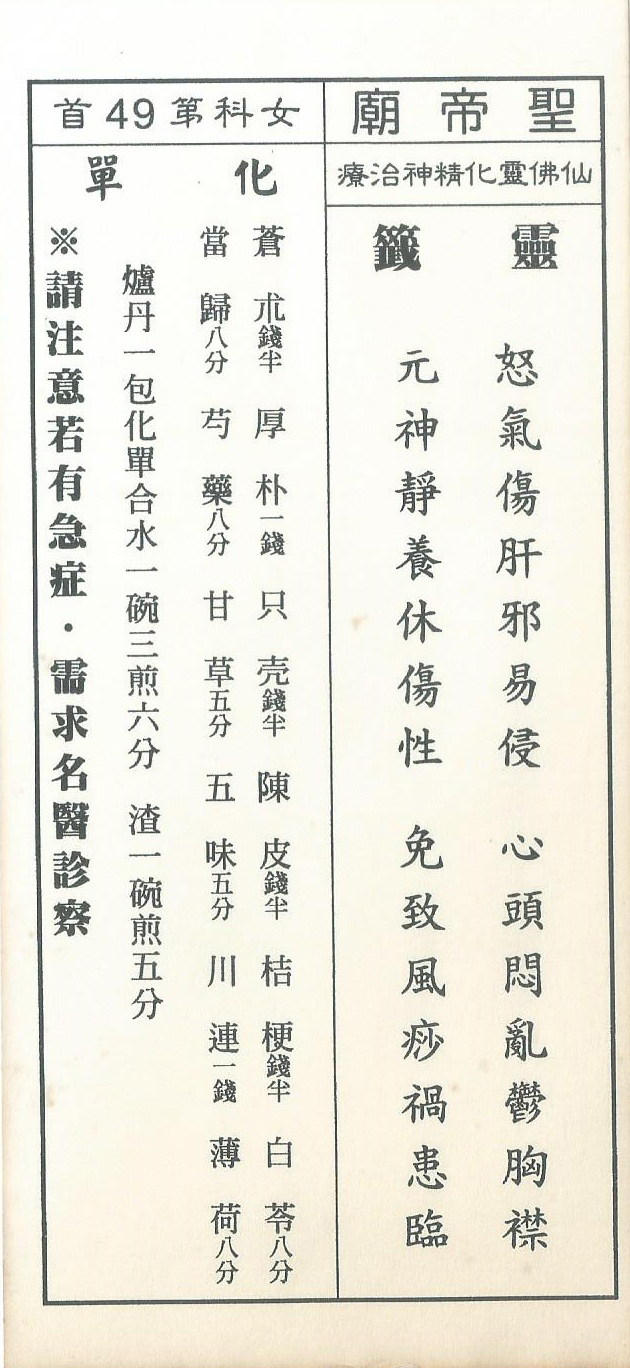 聖帝廟
仙佛靈化精神治療
靈籤
怒氣傷肝邪易侵　心頭悶亂鬱胸襟
元神靜養休傷性　免致風痧禍患臨
女科第49首
化單
蒼朮錢半 厚朴一錢 只壳錢半 陳皮錢半 桔梗錢半 白苓八分
當歸八分 芍藥八分 甘草五分 五味五分 川連一錢 薄荷八分
爐丹一包化單合水一碗三煎六分　渣一碗煎五分
※請注意若有急症．需求名醫診察